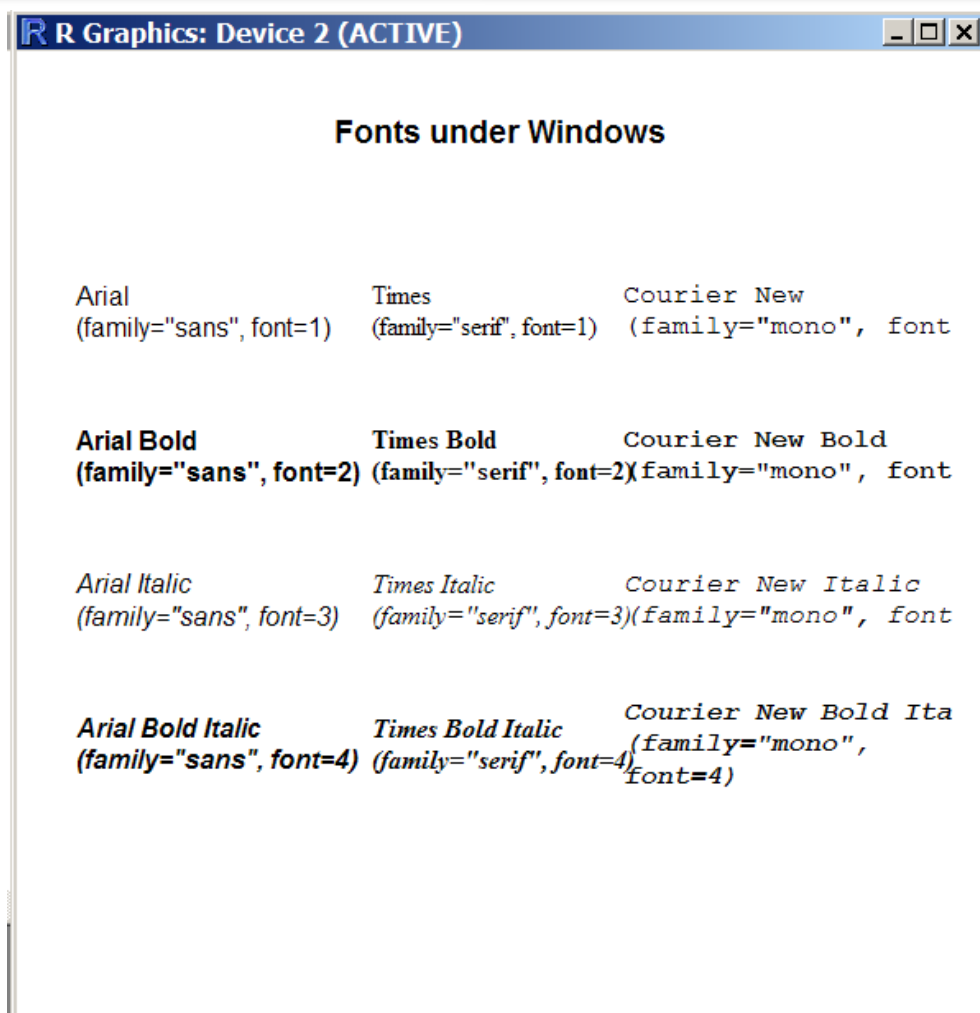 R Graphics: Device 2 (ACTIVE)
Fonts under Windows
Arial
(family="sans", font=1)
Times
(family="serif", font=1)
Courier New
(family="mono", font
Arial Bold
(family="sans", font=2)
Times Bold
(family="serif", font=2)
Courier New Bold
(family="mono", font
Arial Italic
(family="sans", font=3)
Times Italic
(family="serif", font=3)
Courier New Italic
(family="mono", font
Arial Bold Italic
(family="sans", font=4)
Times Bold Italic
(family="serif", font=4)
Courier New Bold Ita
(family="mono",
font=4)